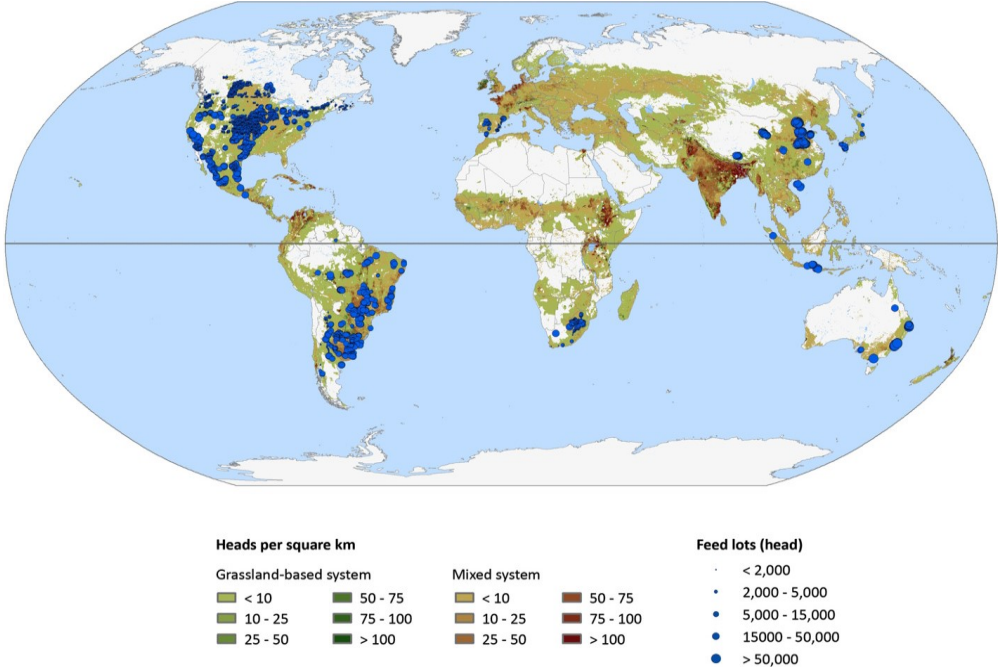 Heads per square km
Grassland-based system
< 10
10 - 25
25 - 50
50 - 75
75 - 100
> 100
Mixed system
< 10
10 - 25
25 - 50
50 - 75
75 - 100
> 100
Feed lots (head)
< 2,000
2,000 - 5,000
5,000 - 15,000
15000 - 50,000
> 50,000